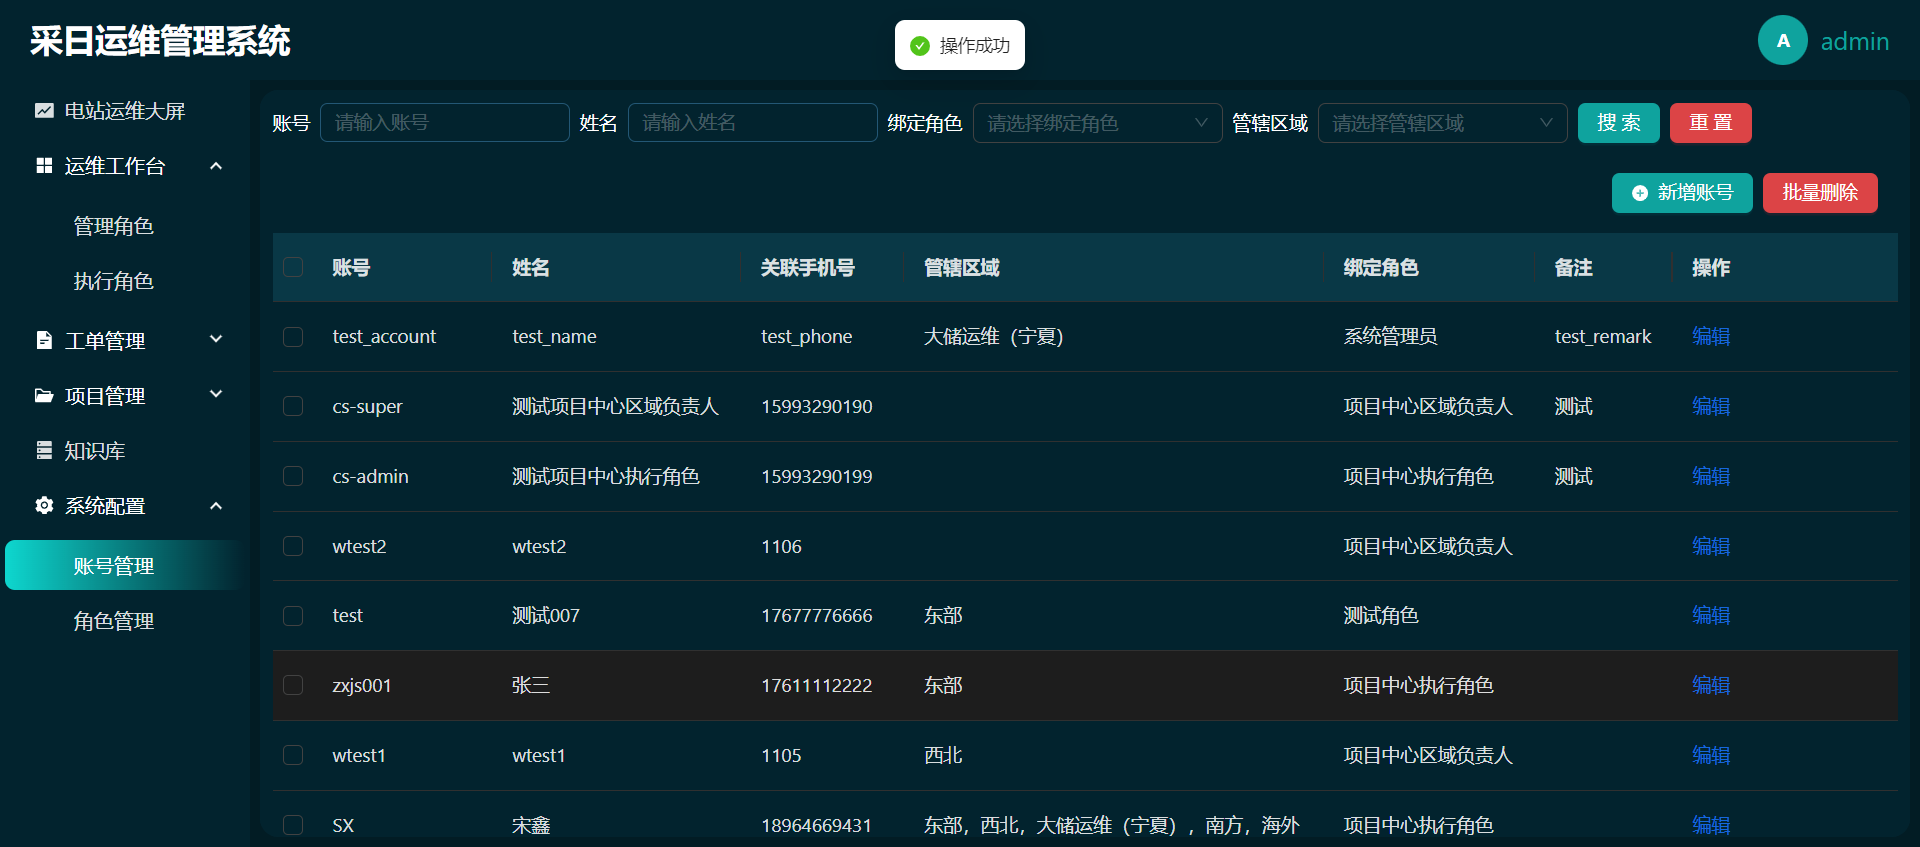 采日运维管理系统
操作成功
A admin
电站运维大屏
运维工作台
管理角色
执行角色
工单管理
项目管理
知识库
系统配置
账号管理
角色管理
账号 请输入账号 姓名 请输入姓名 绑定角色 请选择绑定角色 管辖区域 请选择管辖区域 搜 索 重 置
新增账号 批量删除
账号 姓名 关联手机号 管辖区域 绑定角色 备注 操作
test_account test_name test_phone 大储运维（宁夏） 系统管理员 test_remark 编辑
cs-super 测试项目中心区域负责人 15993290190 项目中心区域负责人 测试 编辑
cs-admin 测试项目中心执行角色 15993290199 项目中心执行角色 测试 编辑
wtest2 wtest2 1106 项目中心区域负责人 编辑
test 测试007 17677776666 东部 测试角色 编辑
zxjs001 张三 17611112222 东部 项目中心执行角色 编辑
wtest1 wtest1 1105 西北 项目中心区域负责人 编辑
SX 宋鑫 18964669431 东部，西北，大储运维（宁夏），南方，海外 项目中心执行角色 编辑